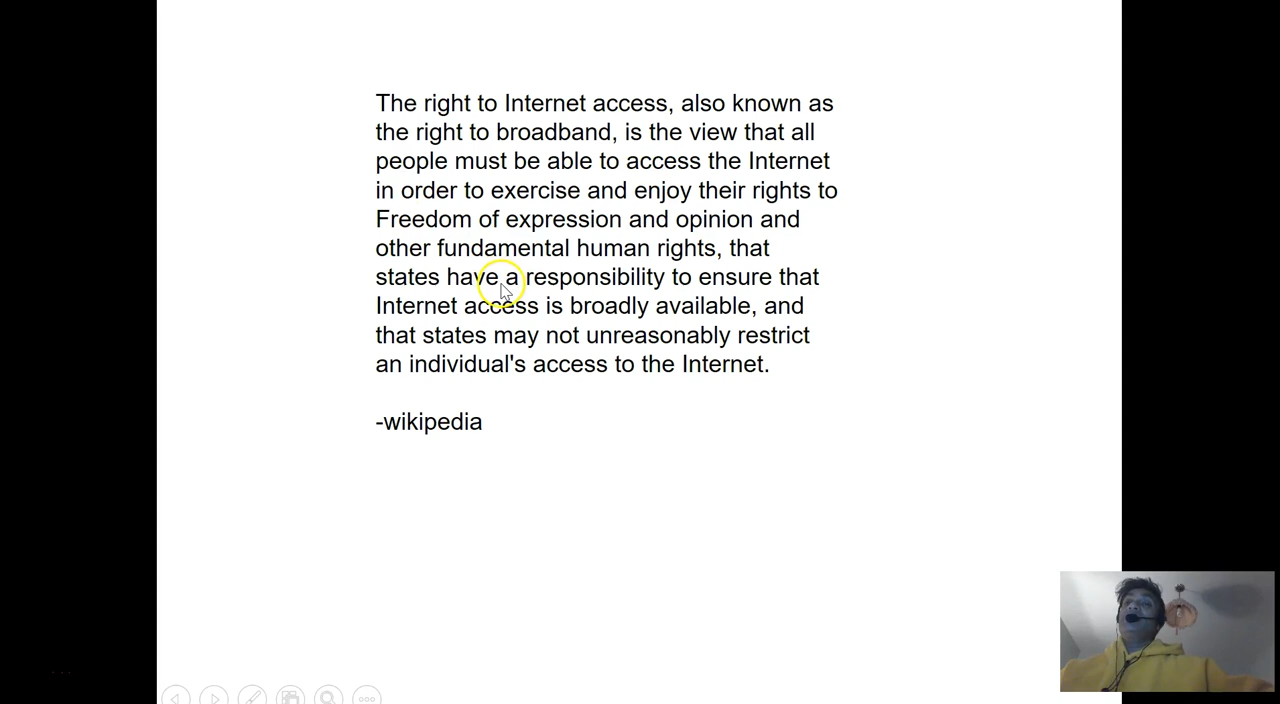 The right to Internet access, also known as
the right to broadband, is the view that all
people must be able to access the Internet
in order to exercise and enjoy their rights to
Freedom of expression and opinion and
other fundamental human rights, that
states have a responsibility to ensure that
Internet access is broadly available, and
that states may not unreasonably restrict
an individual's access to the Internet.
-wikipedia